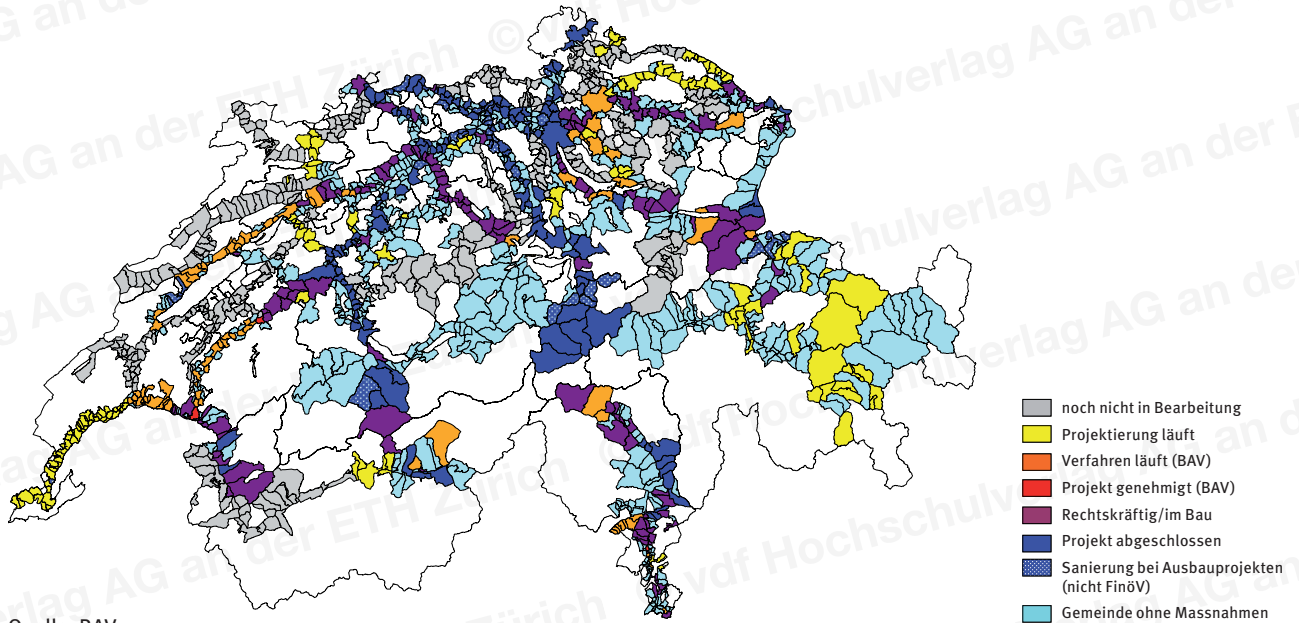 © vdf Hochschulverlag AG an der ETH Zürich
noch nicht in Bearbeitung
Projektierung läuft
Verfahren läuft (BAV)
Projekt genehmigt (BAV)
Rechtskräftig/im Bau
Projekt abgeschlossen
Sanierung bei Ausbauprojekten
(nicht FinöV)
Gemeinde ohne Massnahmen